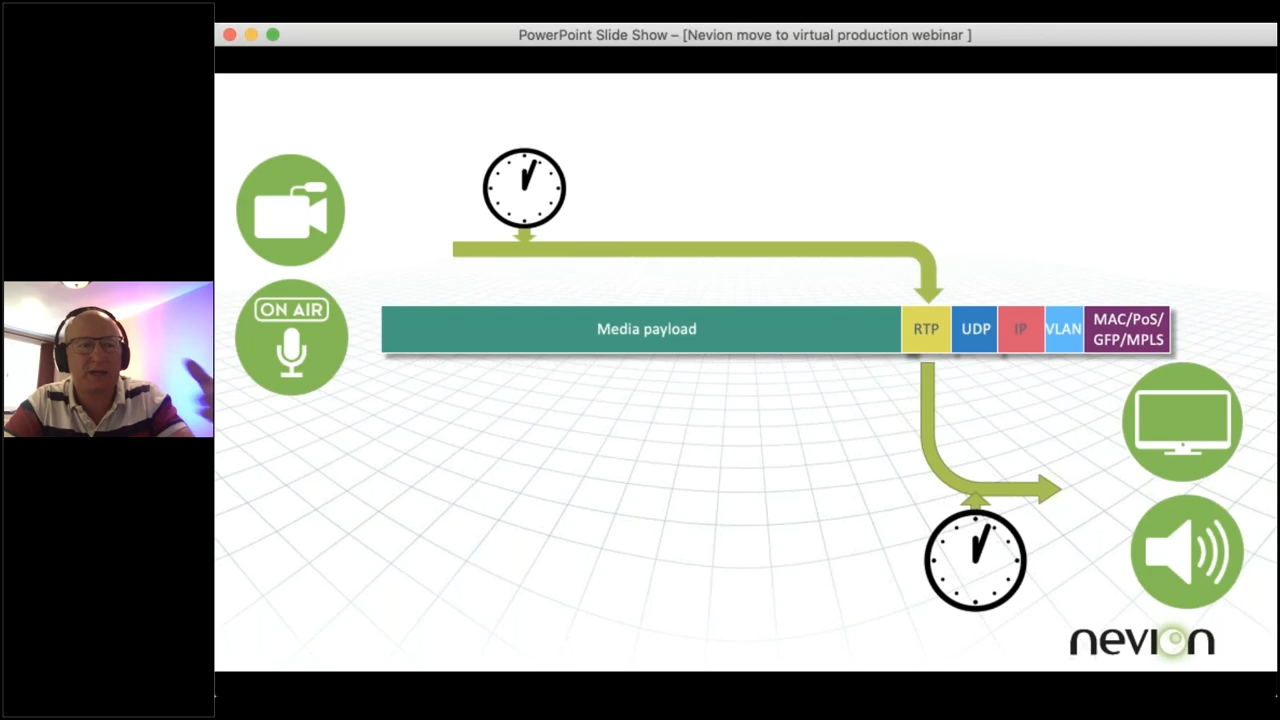 PowerPoint Slide Show – [Nevion move to virtual production webinar ]
ON AIR
Media payload
RTP
UDP
IP
VLAN
MAC/PoS/
GFP/MPLS
nevion